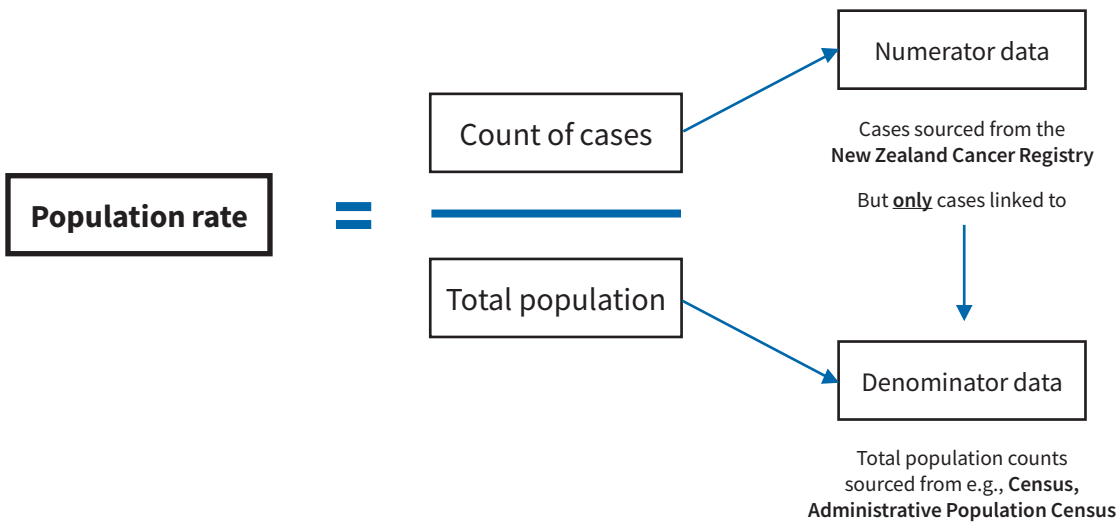 Population rate
=
Count of cases
Total population
Numerator data
Cases sourced from the
New Zealand Cancer Registry
But only cases linked to
Denominator data
Total population counts
sourced from e.g., Census,
Administrative Population Census